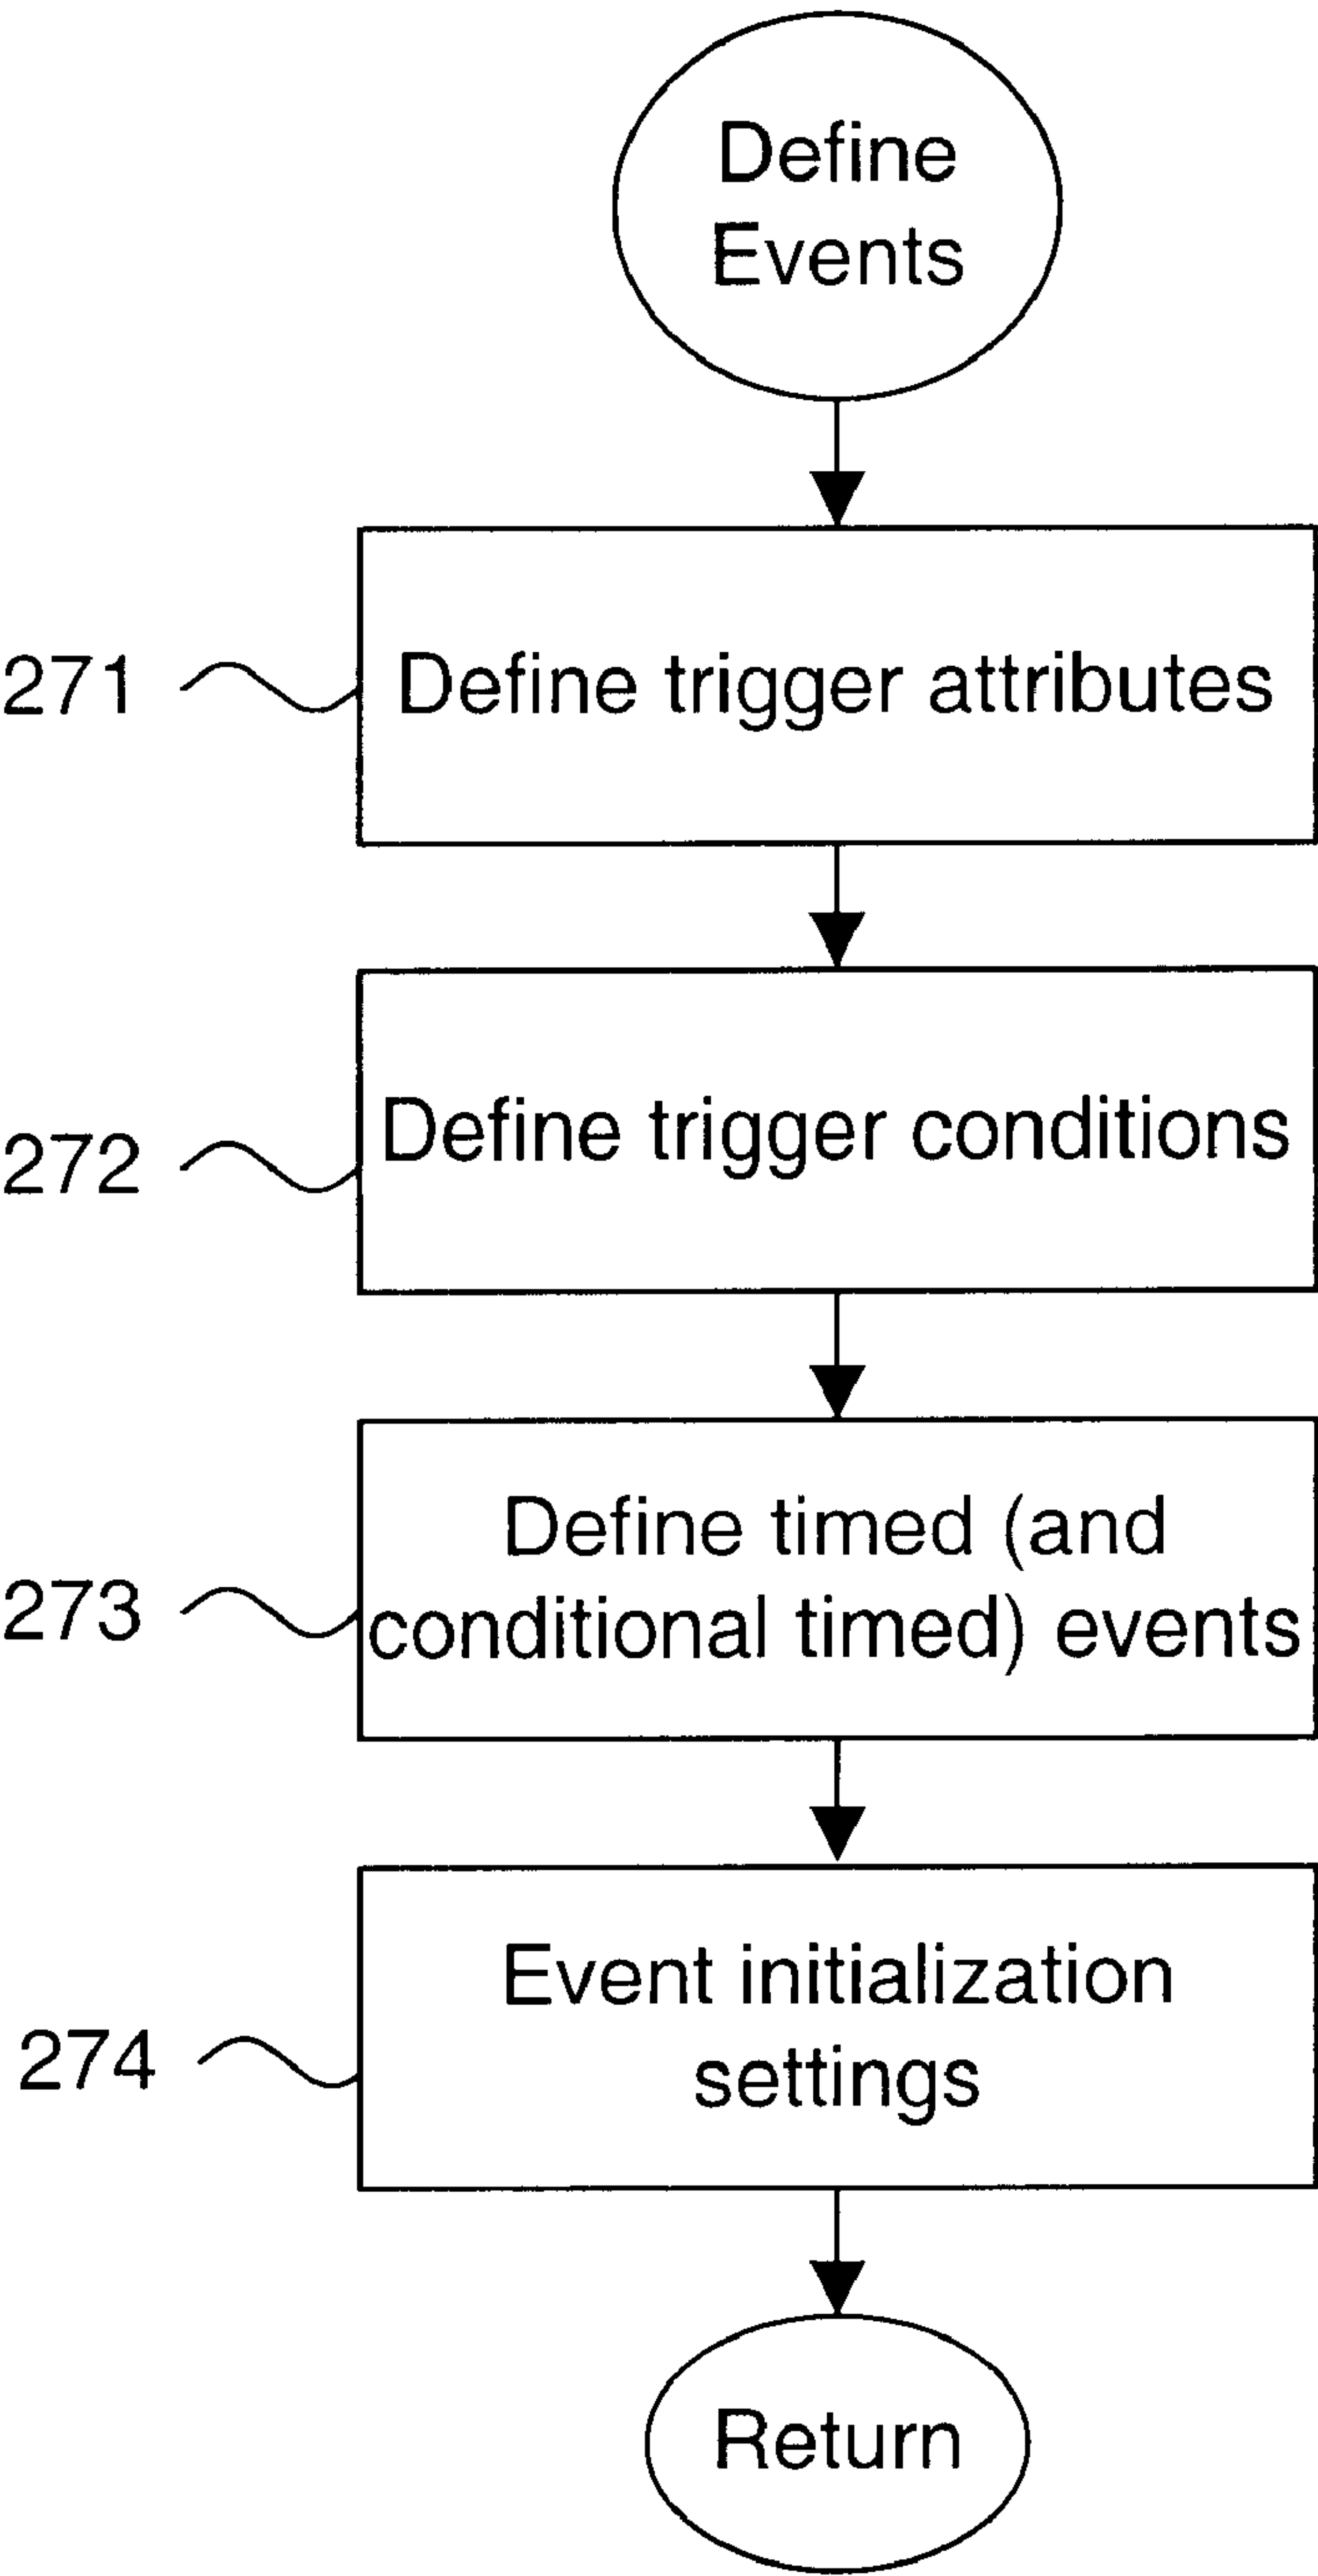 Define
Events
271
Define trigger attributes
272
Define trigger conditions
273
Define timed (and
conditional timed) events
274
Event initialization
settings
Return